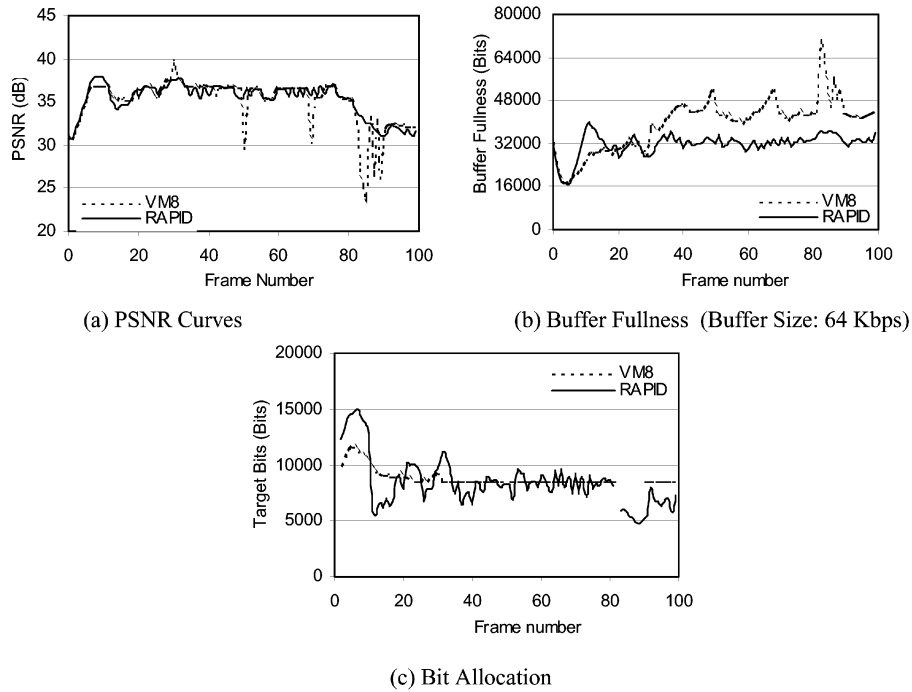 45
40
35
30
25
20
PSNR (dB)
VM8
RAPID
0 20 40 60 80 100
Frame Number
(a) PSNR Curves
80000
64000
48000
32000
16000
0
Buffer Fullness (Bits)
VM8
RAPID
0 20 40 60 80 100
Frame number
(b) Buffer Fullness (Buffer Size: 64 Kbps)
20000
15000
10000
5000
0
Target Bits (Bits)
VM8
RAPID
0 20 40 60 80 100
Frame number
(c) Bit Allocation